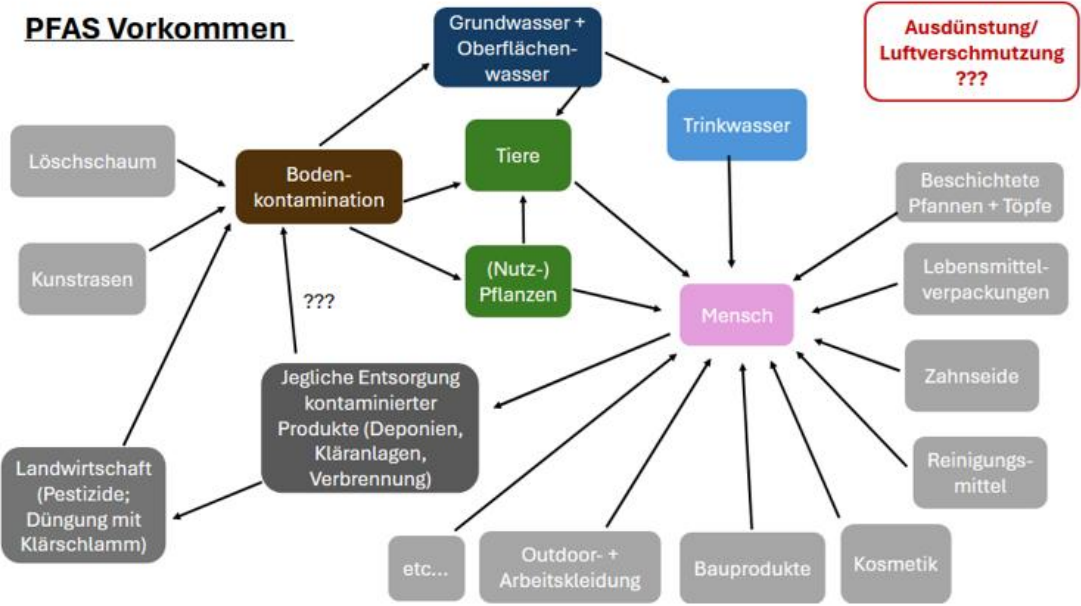 PFAS Vorkommen
Grundwasser +
Oberflächen-
wasser
Ausdünstung/
Luftverschmutzung
???
Trinkwasser
Löschschaum
Tiere
Boden-
kontamination
Beschichtete
Pfannen + Töpfe
Kunstrasen
(Nutz-)
Pflanzen
Lebensmittel-
verpackungen
???
Mensch
Jegliche Entsorgung
kontaminierter
Produkte (Deponien,
Kläranlagen,
Verbrennung)
Zahnseide
Landwirtschaft
(Pestizide;
Düngung mit
Klärschlamm)
Reinigungs-
mittel
etc...
Outdoor- +
Arbeitskleidung
Bauprodukte
Kosmetik